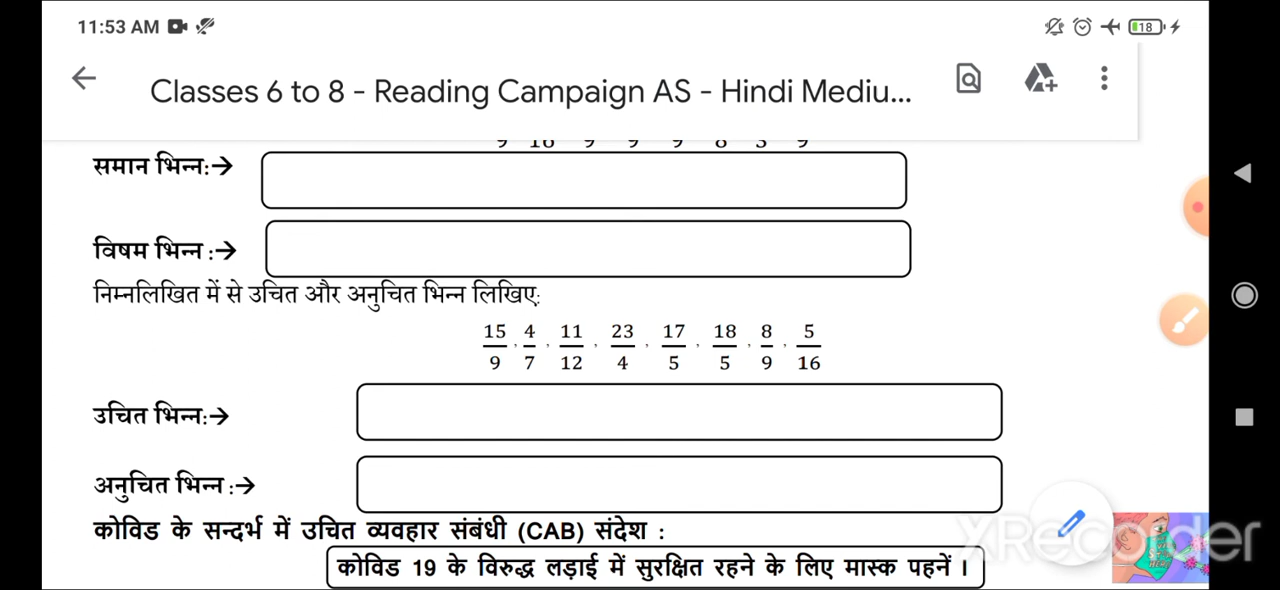 11:53 AM
18
Classes 6 to 8 - Reading Campaign AS - Hindi Mediu...
समान भिन्न:→
विषम भिन्न :→
निम्नलिखित में से उचित और अनुचित भिन्न लिखिए:
15/9, 4/7, 11/12, 23/4, 17/5, 18/5, 8/9, 5/16
उचित भिन्न:→
अनुचित भिन्न :→
कोविड के सन्दर्भ में उचित व्यवहार संबंधी (CAB) संदेश :
XRecorder
कोविड 19 के विरुद्ध लड़ाई में सुरक्षित रहने के लिए मास्क पहनें ।